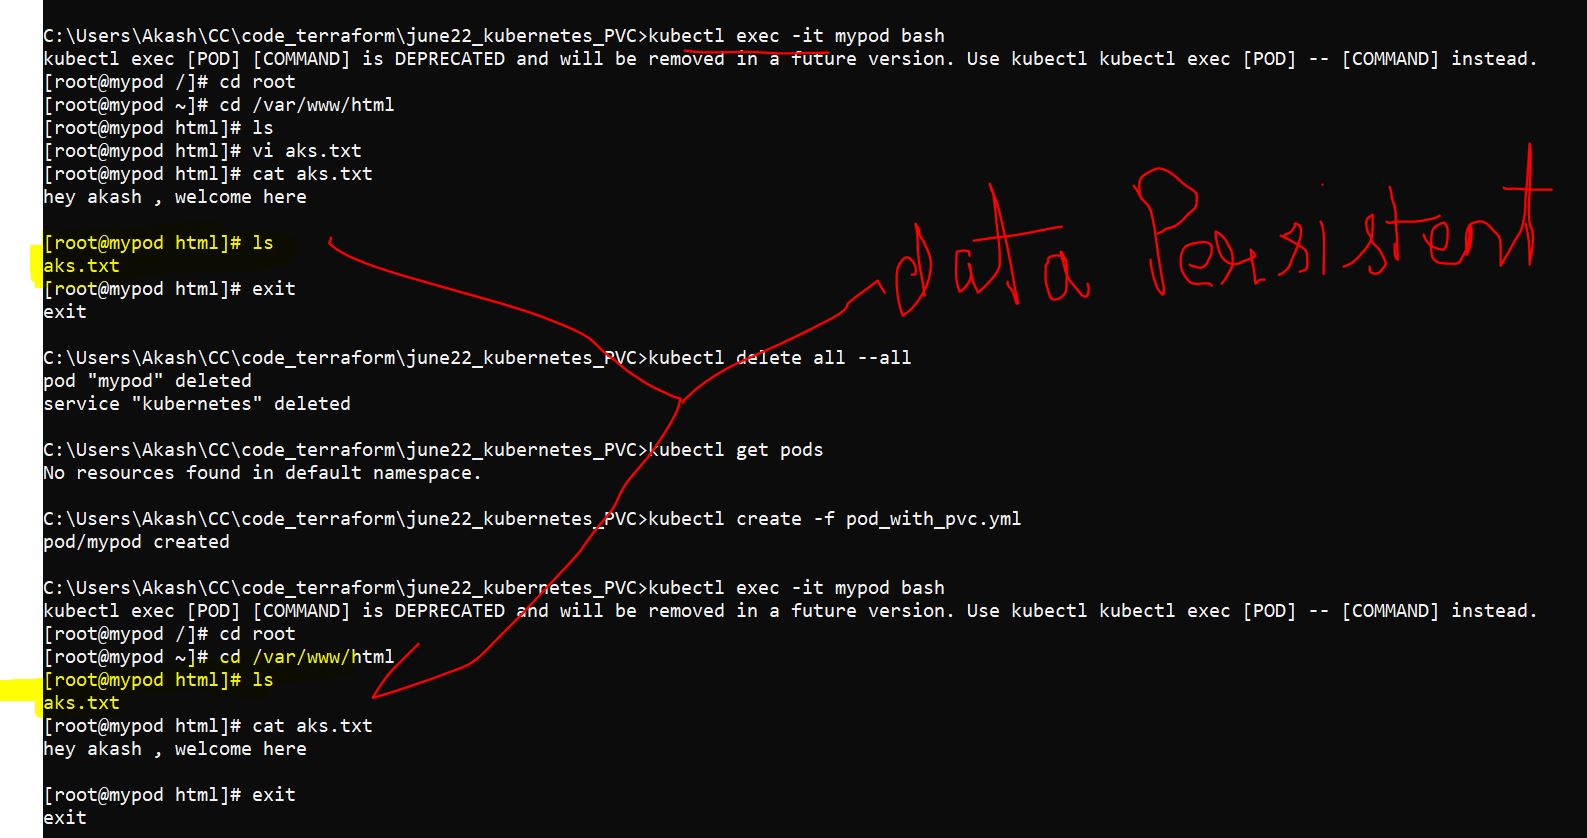 C:\Users\Akash\CC\code_terraform\june22_kubernetes_PVC>kubectl exec -it mypod bash
kubectl exec [POD] [COMMAND] is DEPRECATED and will be removed in a future version. Use kubectl kubectl exec [POD] -- [COMMAND] instead.
[root@mypod /]# cd root
[root@mypod ~]# cd /var/www/html
[root@mypod html]# ls
[root@mypod html]# vi aks.txt
[root@mypod html]# cat aks.txt
hey akash , welcome here
[root@mypod html]# ls
aks.txt
[root@mypod html]# exit
exit
data Persistent
C:\Users\Akash\CC\code_terraform\june22_kubernetes_PVC>kubectl delete all --all
pod "mypod" deleted
service "kubernetes" deleted
C:\Users\Akash\CC\code_terraform\june22_kubernetes_PVC>kubectl get pods
No resources found in default namespace.
C:\Users\Akash\CC\code_terraform\june22_kubernetes_PVC>kubectl create -f pod_with_pvc.yml
pod/mypod created
C:\Users\Akash\CC\code_terraform\june22_kubernetes_PVC>kubectl exec -it mypod bash
kubectl exec [POD] [COMMAND] is DEPRECATED and will be removed in a future version. Use kubectl kubectl exec [POD] -- [COMMAND] instead.
[root@mypod /]# cd root
[root@mypod ~]# cd /var/www/html
[root@mypod html]# ls
aks.txt
[root@mypod html]# cat aks.txt
hey akash , welcome here
[root@mypod html]# exit
exit